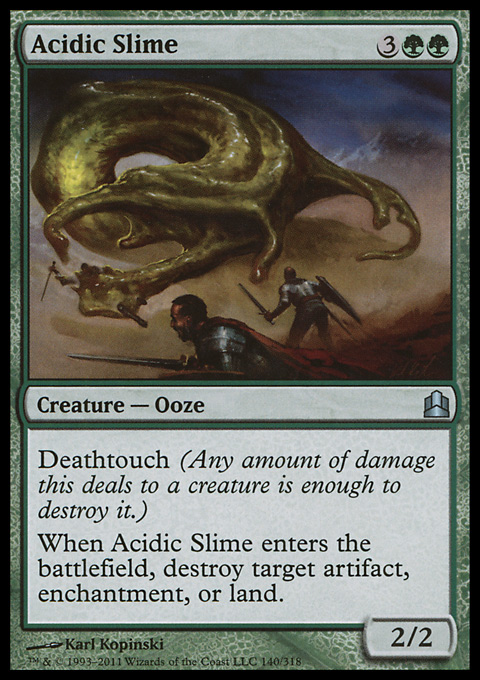 Acidic Slime 3
Creature — Ooze
Deathtouch (Any amount of damage
this deals to a creature is enough to
destroy it.)
When Acidic Slime enters the
battlefield, destroy target artifact,
enchantment, or land.
2/2
Karl Kopinski
™ & © 1993–2011 Wizards of the Coast LLC 140/318